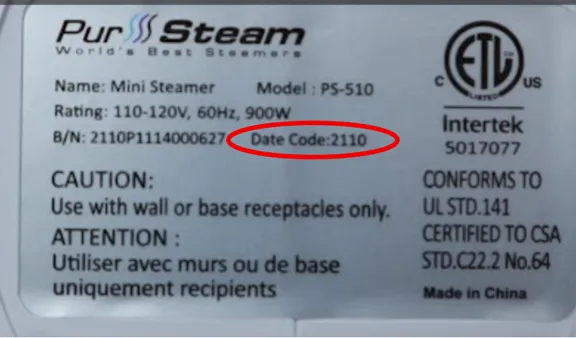 PurSteam
World's Best Steamers
Name: Mini Steamer Model : PS-510
Rating: 110-120V, 60Hz, 900W
B/N: 2110P1114000627 Date Code:2110
CAUTION:
Use with wall or base receptacles only.
ATTENTION :
Utiliser avec murs ou de base
uniquement recipients
ETL
C US
LISTED
Intertek
5017077
CONFORMS TO
UL STD.141
CERTIFIED TO CSA
STD.C22.2 No.64
Made in China